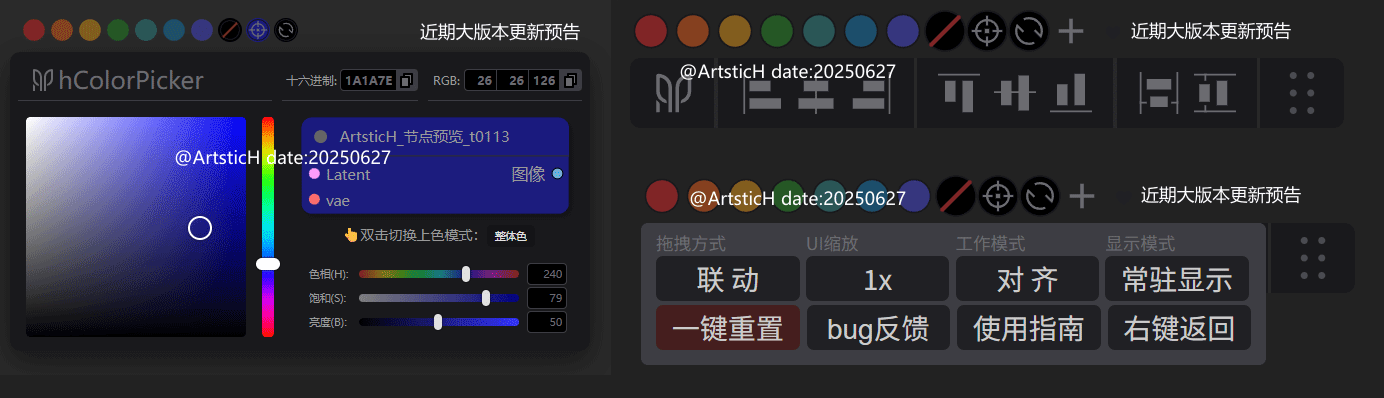 近期大版本更新预告
hColorPicker
十六进制: 1A1A7E
RGB: 26 26 126
ArtsticH_节点预览_t0113
@ArtsticH date:20250627
Latent
图像
vae
双击切换上色模式: 整体色
色相(H): 240
饱和(S): 79
亮度(B): 50
近期大版本更新预告
@ArtsticH date:20250627
@ArtsticH date:20250627
近期大版本更新预告
拖拽方式 UI缩放 工作模式 显示模式
联动 1x 对齐 常驻显示
一键重置 bug反馈 使用指南 右键返回